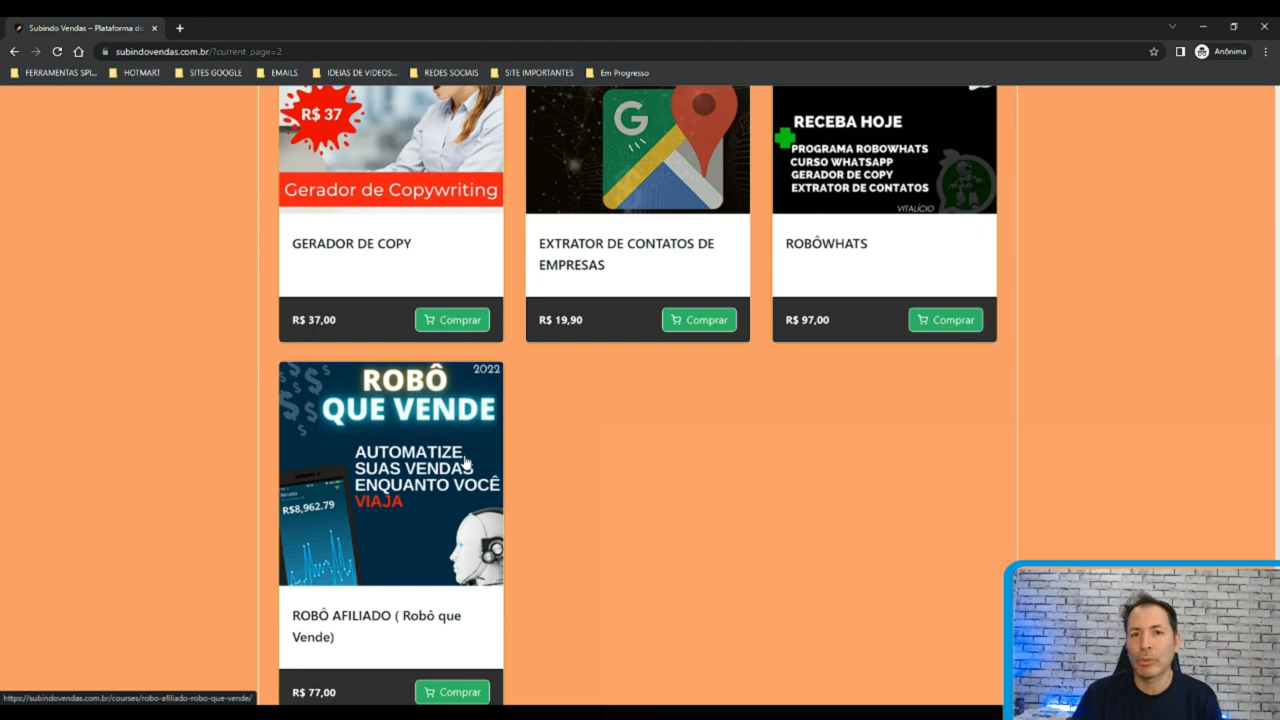 Subindo Vendas – Plataforma do
subindovendas.com.br/?current_page=2
Anônima
FERRAMENTAS SPI...
HOTMART
SITES GOOGLE
EMAILS
IDEIAS DE VIDEOS...
REDES SOCIAIS
SITE IMPORTANTES
Em Progresso
R$ 37
Gerador de Copywriting
GERADOR DE COPY
R$ 37,00
Comprar
G
EXTRATOR DE CONTATOS DE
EMPRESAS
R$ 19,90
Comprar
RECEBA HOJE
PROGRAMA ROBOWHATS
CURSO WHATSAPP
GERADOR DE COPY
EXTRATOR DE CONTATOS
VITALÍCIO
ROBÔWHATS
R$ 97,00
Comprar
2022
ROBÔ
QUE VENDE
AUTOMATIZE
SUAS VENDAS
ENQUANTO VOCÊ
VIAJA
R$8,962.79
ROBÔ AFILIADO ( Robô que
Vende)
R$ 77,00
Comprar
https://subindovendas.com.br/courses/robo-afiliado-robo-que-vende/